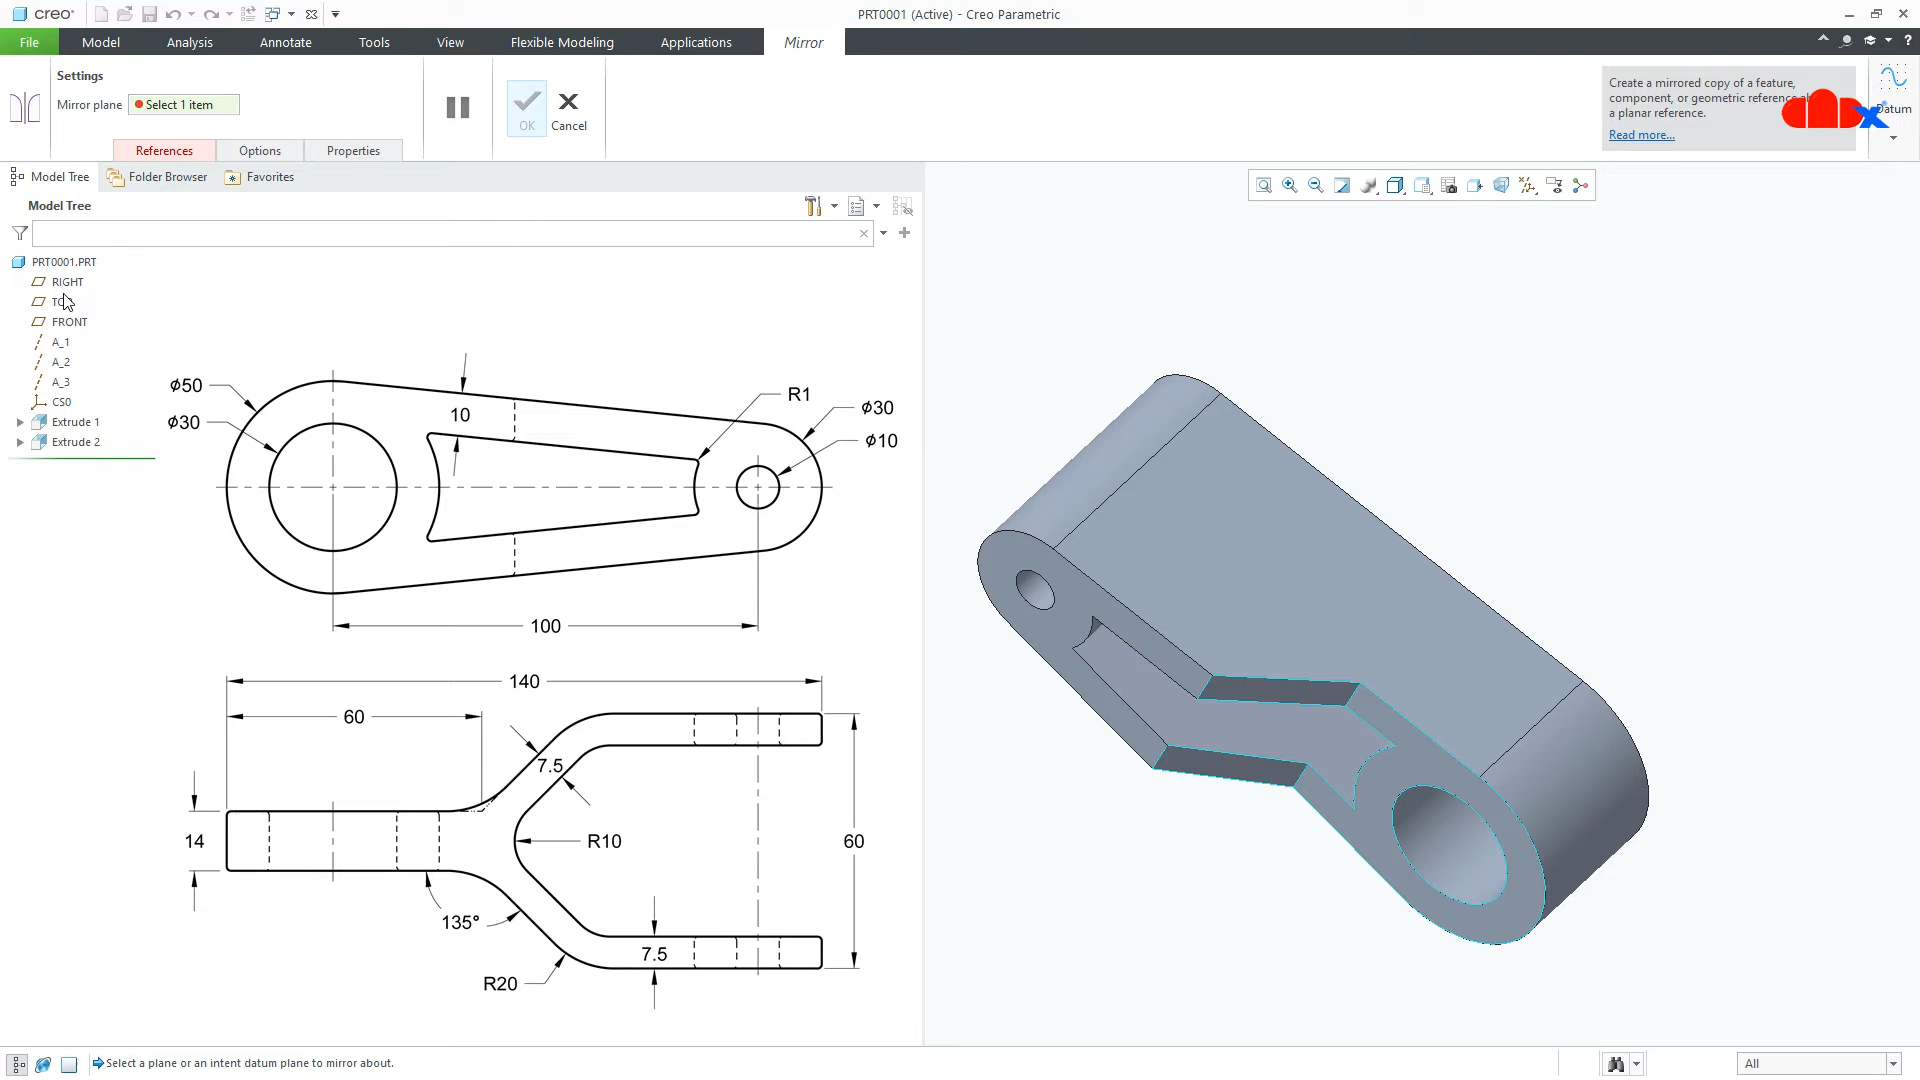 creo
PRT0001 (Active) - Creo Parametric
File Model Analysis Annotate Tools View Flexible Modeling Applications Mirror
Settings
Mirror plane Select 1 item
OK Cancel
References Options Properties
Create a mirrored copy of a feature,
component, or geometric reference
a planar reference.
Read more...
Datum
Model Tree Folder Browser Favorites
Model Tree
PRT0001.PRT
RIGHT
FRONT
A_1
A_2
A_3
CS0
Extrude 1
Extrude 2
ϕ50
ϕ30
10
R1
ϕ30
ϕ10
100
140
60
7.5
14
R10
60
135°
7.5
R20
Select a plane or an intent datum plane to mirror about.
All